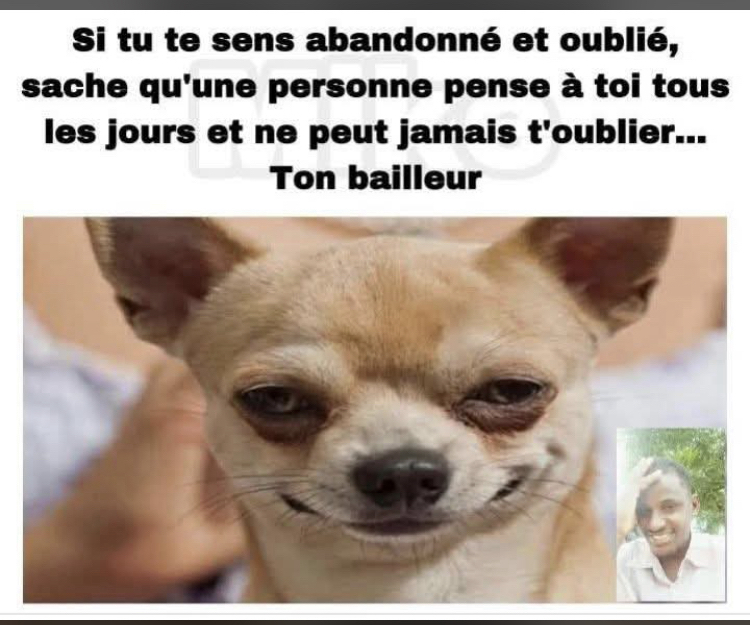 Si tu te sens abandonné et oublié,
sache qu'une personne pense à toi tous
les jours et ne peut jamais t'oublier...
Ton bailleur
Mike